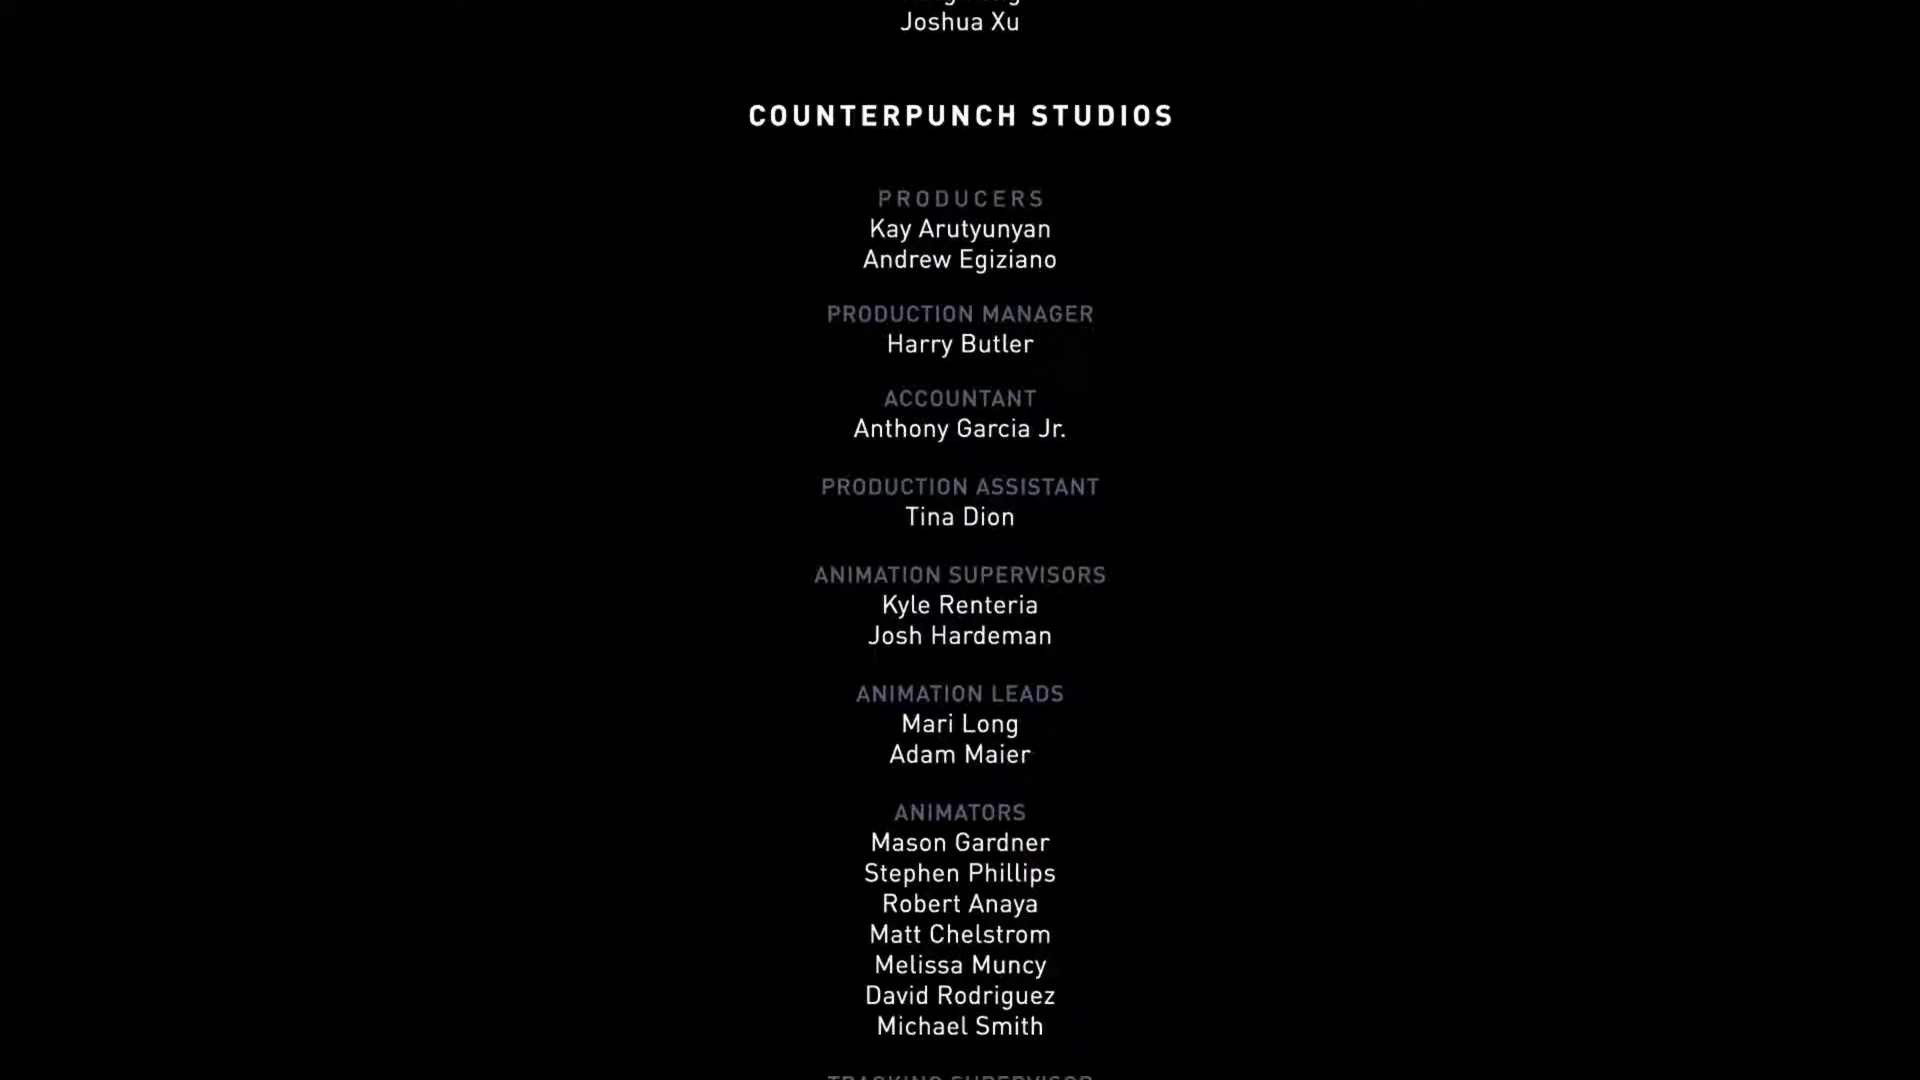 Joshua Xu
COUNTERPUNCH STUDIOS
PRODUCERS
Kay Arutyunyan
Andrew Egiziano
PRODUCTION MANAGER
Harry Butler
ACCOUNTANT
Anthony Garcia Jr.
PRODUCTION ASSISTANT
Tina Dion
ANIMATION SUPERVISORS
Kyle Renteria
Josh Hardeman
ANIMATION LEADS
Mari Long
Adam Maier
ANIMATORS
Mason Gardner
Stephen Phillips
Robert Anaya
Matt Chelstrom
Melissa Muncy
David Rodriguez
Michael Smith
TRACKING SUPERVISOR